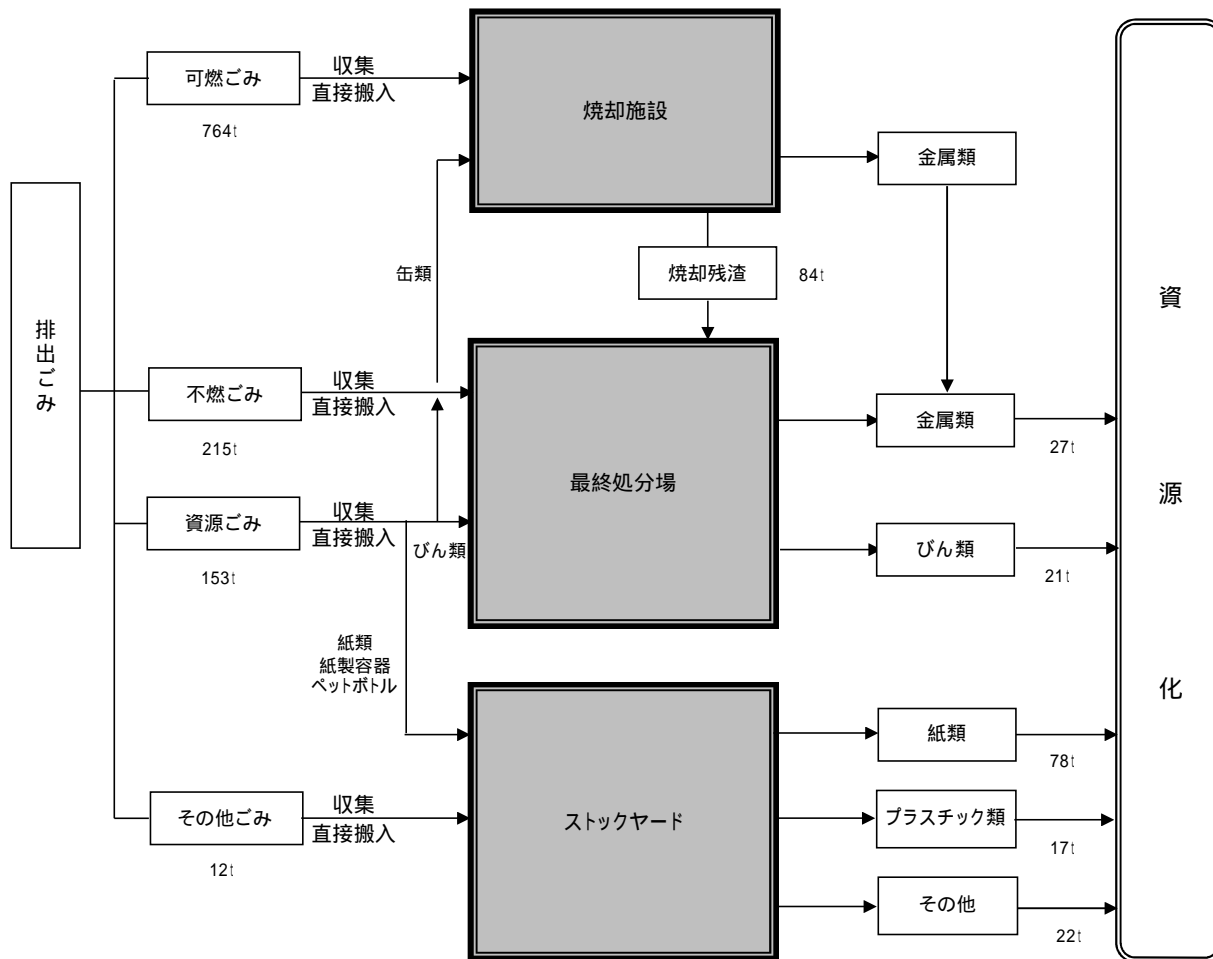 排出ごみ
可燃ごみ
764t
収集
直接搬入
焼却施設
金属類
缶類
焼却残渣
84t
不燃ごみ
215t
収集
直接搬入
最終処分場
金属類
27t
資源ごみ
153t
収集
直接搬入
びん類
びん類
21t
紙類
紙製容器
ペットボトル
その他ごみ
12t
収集
直接搬入
ストックヤード
紙類
78t
プラスチック類
17t
その他
22t
資源化